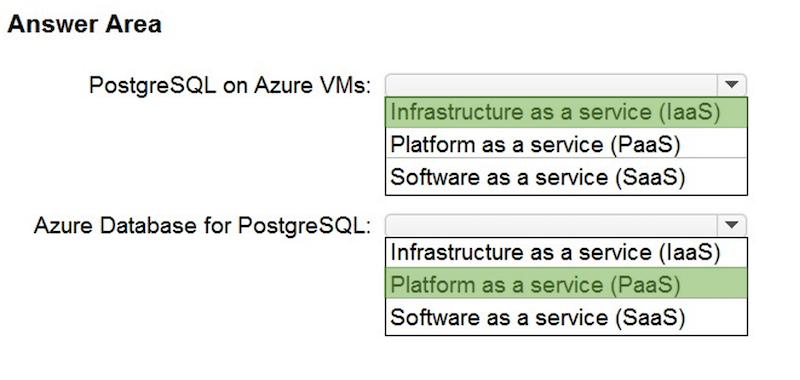 Answer Area
PostgreSQL on Azure VMs:
Infrastructure as a service (IaaS)
Platform as a service (PaaS)
Software as a service (SaaS)
Azure Database for PostgreSQL:
Infrastructure as a service (IaaS)
Platform as a service (PaaS)
Software as a service (SaaS)